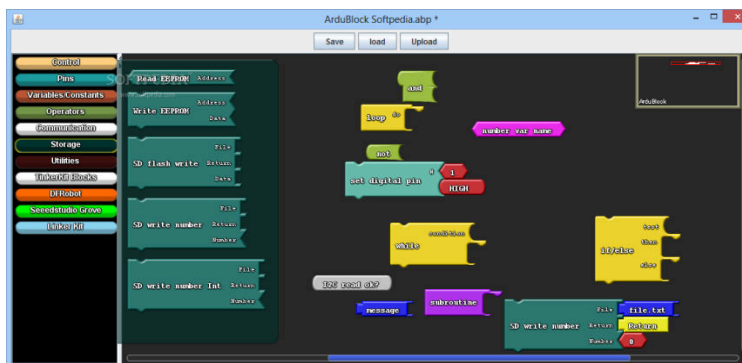 ArduBlock Softpedia.abp *
Save load Upload
Control
Pins
Variables/Constants
Operators
Communication
Storage
Utilities
TinkerKit Blocks
DFRobot
Seeedstudio Grove
Linker Kit
Read EEPROM Address
Write EEPROM Address Data
SD flash write File Return Data
SD write number File Return Number
SD write number Int File Return Number
and
loop do
number var name
not
set digital pin # 1
HIGH
while condition
if/else test then else
I2C read ok?
message
subroutine
SD write number File file.txt
Return Return
Number 0
ArduBlock